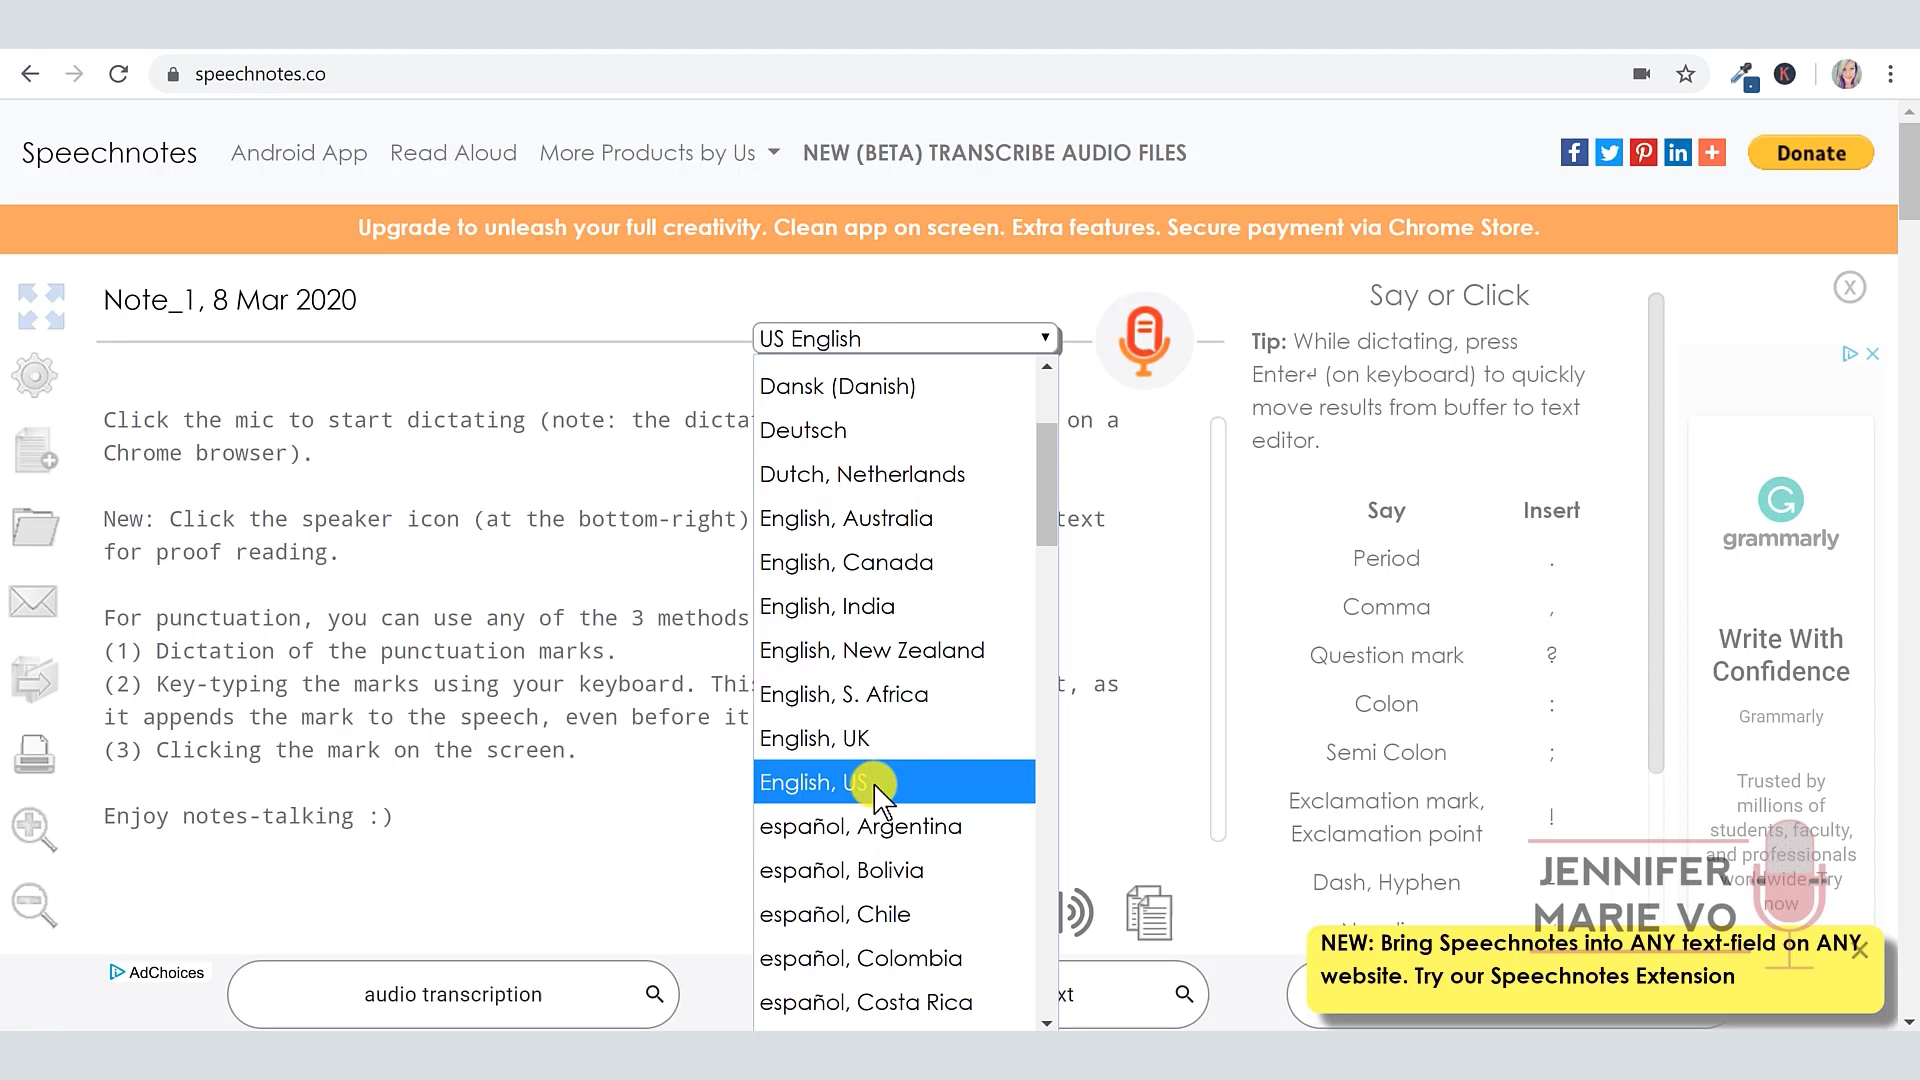 speechnotes.co
K
Speechnotes Android App Read Aloud More Products by Us NEW (BETA) TRANSCRIBE AUDIO FILES Donate
Upgrade to unleash your full creativity. Clean app on screen. Extra features. Secure payment via Chrome Store.
Note_1, 8 Mar 2020
US English
Dansk (Danish)
Deutsch
Dutch, Netherlands
English, Australia
English, Canada
English, India
English, New Zealand
English, S. Africa
English, UK
English, US
español, Argentina
español, Bolivia
español, Chile
español, Colombia
español, Costa Rica
Click the mic to start dictating (note: the on a
Chrome browser).
New: Click the speaker icon (at the bottom-right) text
for proof reading.
For punctuation, you can use any of the 3 methods
(1) Dictation of the punctuation marks.
(2) Key-typing the marks using your keyboard. as
it appends the mark to the speech, even before it
(3) Clicking the mark on the screen.
Enjoy notes-talking :)
Say or Click
Tip: While dictating, press
Enter↵ (on keyboard) to quickly
move results from buffer to text
editor.
Say Insert
Period .
Comma ,
Question mark ?
Colon :
Semi Colon ;
Exclamation mark,
Exclamation point !
Dash, Hyphen -
X
grammarly
Write With
Confidence
Grammarly
Trusted by
millions of
students, faculty,
and professionals
worldwide. Try
now
JENNIFER
MARIE VO
NEW: Bring Speechnotes into ANY text-field on ANY
website. Try our Speechnotes Extension
AdChoices
audio transcription